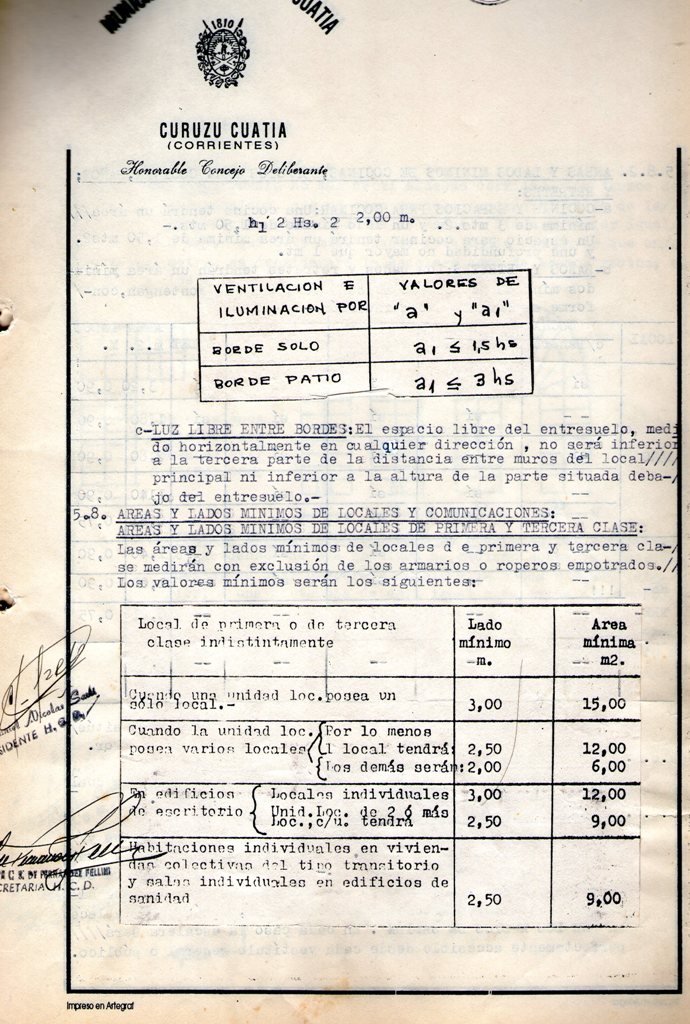 CUATIA
1810
CURUZU CUATIA
(CORRIENTES)
Honorable Concejo Deliberante
h1 2 Hs. 2 2,00 m.
VENTILACION E ILUMINACION POR | VALORES DE "a" y "a1"
BORDE SOLO | a1 ≤ 1,5 hs
BORDE PATIO | a1 ≤ 3 hs
c-LUZ LIBRE ENTRE BORDES:El espacio libre del entresuelo, medi
do horizontalmente en cualquier dirección , no será inferior
a la tercera parte de la distancia entre muros del local////
principal ni inferior a la altura de la parte situada deba-/
jo del entresuelo.-
5.8. AREAS Y LADOS MINIMOS DE LOCALES Y COMUNICACIONES:
AREAS Y LADOS MINIMOS DE LOCALES DE PRIMERA Y TERCERA CLASE:
Las áreas y lados mínimos de locales d e primera y tercera cla-
se medirán con exclusión de los armarios o roperos empotrados.//
Los valores mínimos serán los siguientes:
Local de primera o de tercera Lado Area
clase indistintamente mínimo mínima
m. m2.
Cuando una unidad loc.posea un
sólo local.- 3,00 15,00
Cuando la unidad loc. Por lo menos
posea varios locales 1 local tendrá: 2,50 12,00
Los demás serán: 2,00 6,00
En edificios Locales individuales 3,00 12,00
de escritorio Unid.Loc. de 2 ó más
Loc.,c/u. tendrá 2,50 9,00
Habitaciones individuales en vivien-
das colectivas del tipo transitorio
y salas individuales en edificios de
sanidad 2,50 9,00
H. C. D.
Impreso en Artegraf